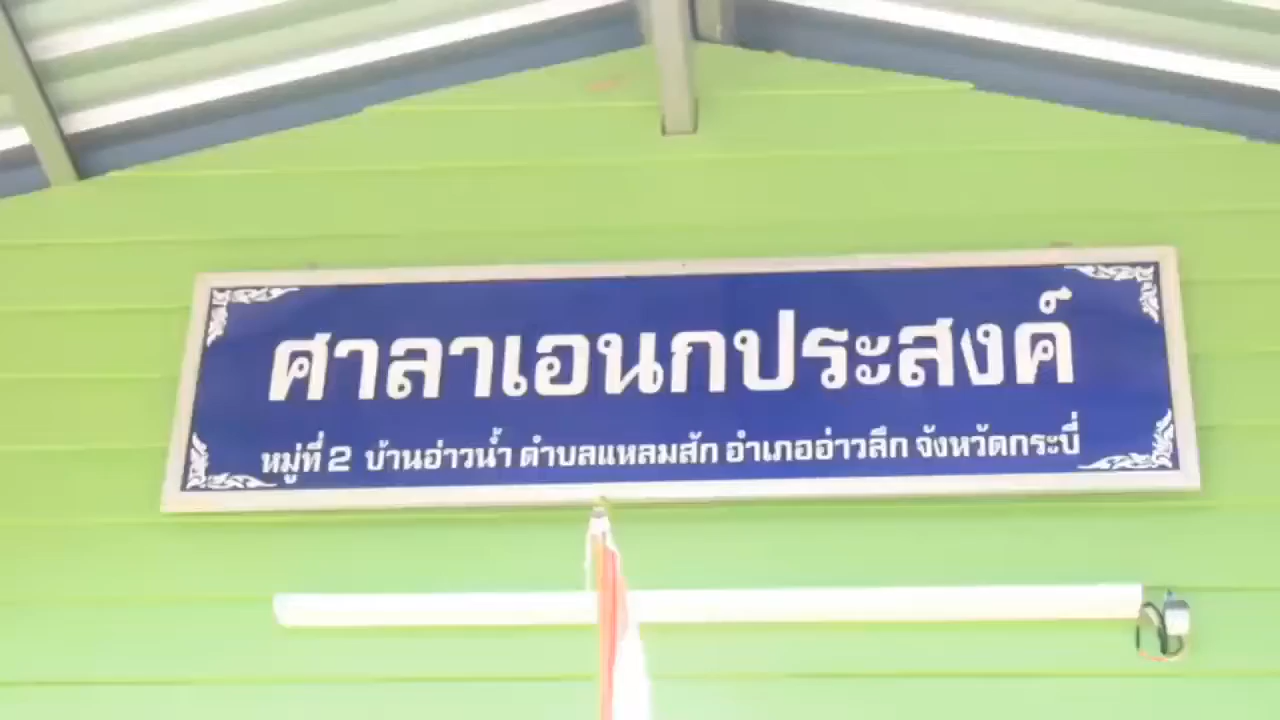 ศาลาเอนกประสงค์
หมู่ที่ 2 บ้านอ่าวน้ำ ตำบลแหลมสัก อำเภออ่าวลึก จังหวัดกระบี่